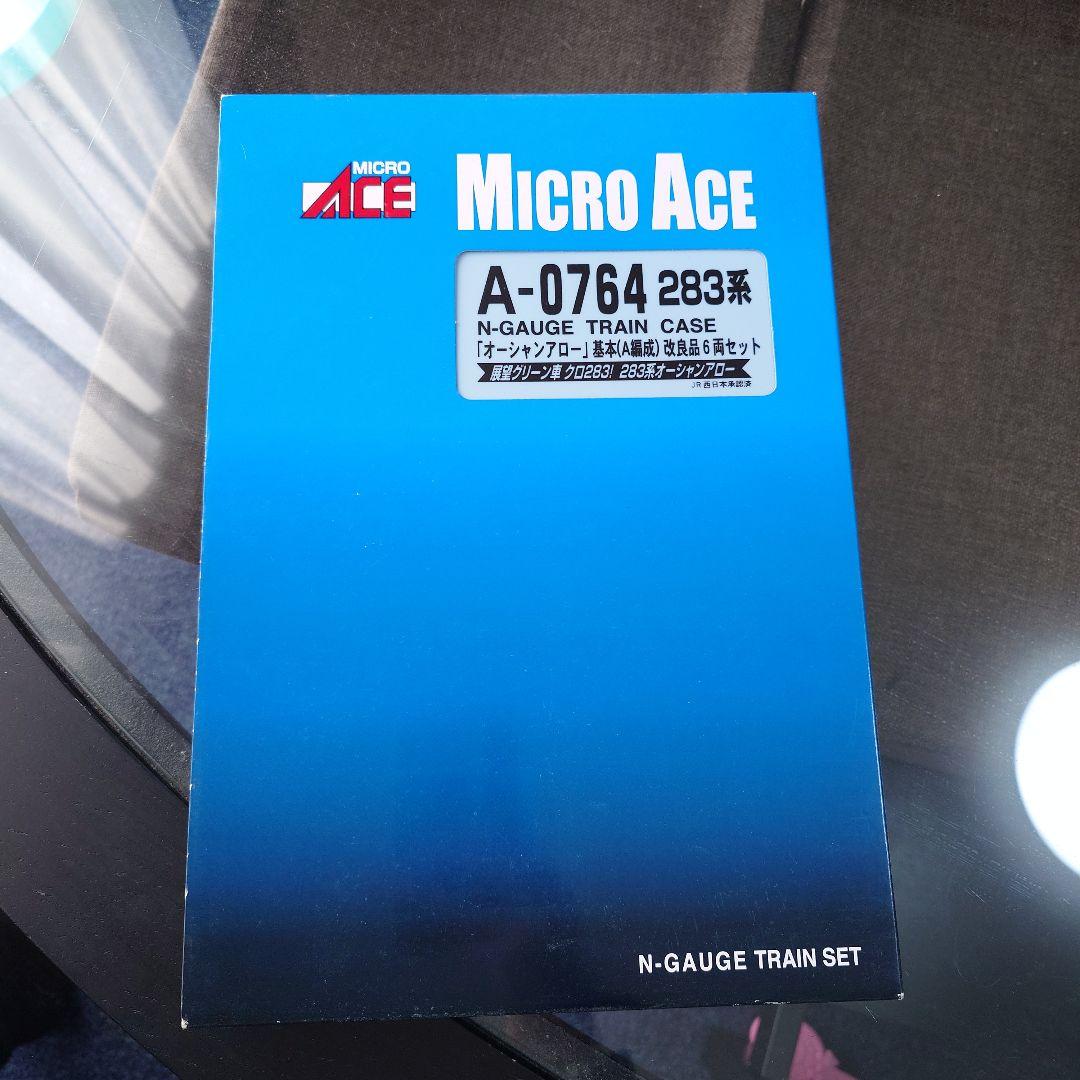 MICRO
ACE
MICRO ACE
A-0764 283系
N-GAUGE TRAIN CASE
「オーシャンアロー」基本(A編成)改良品6両セット
展望グリーン車 クロ283! 283系オーシャンアロー
JR西日本承認済
N-GAUGE TRAIN SET